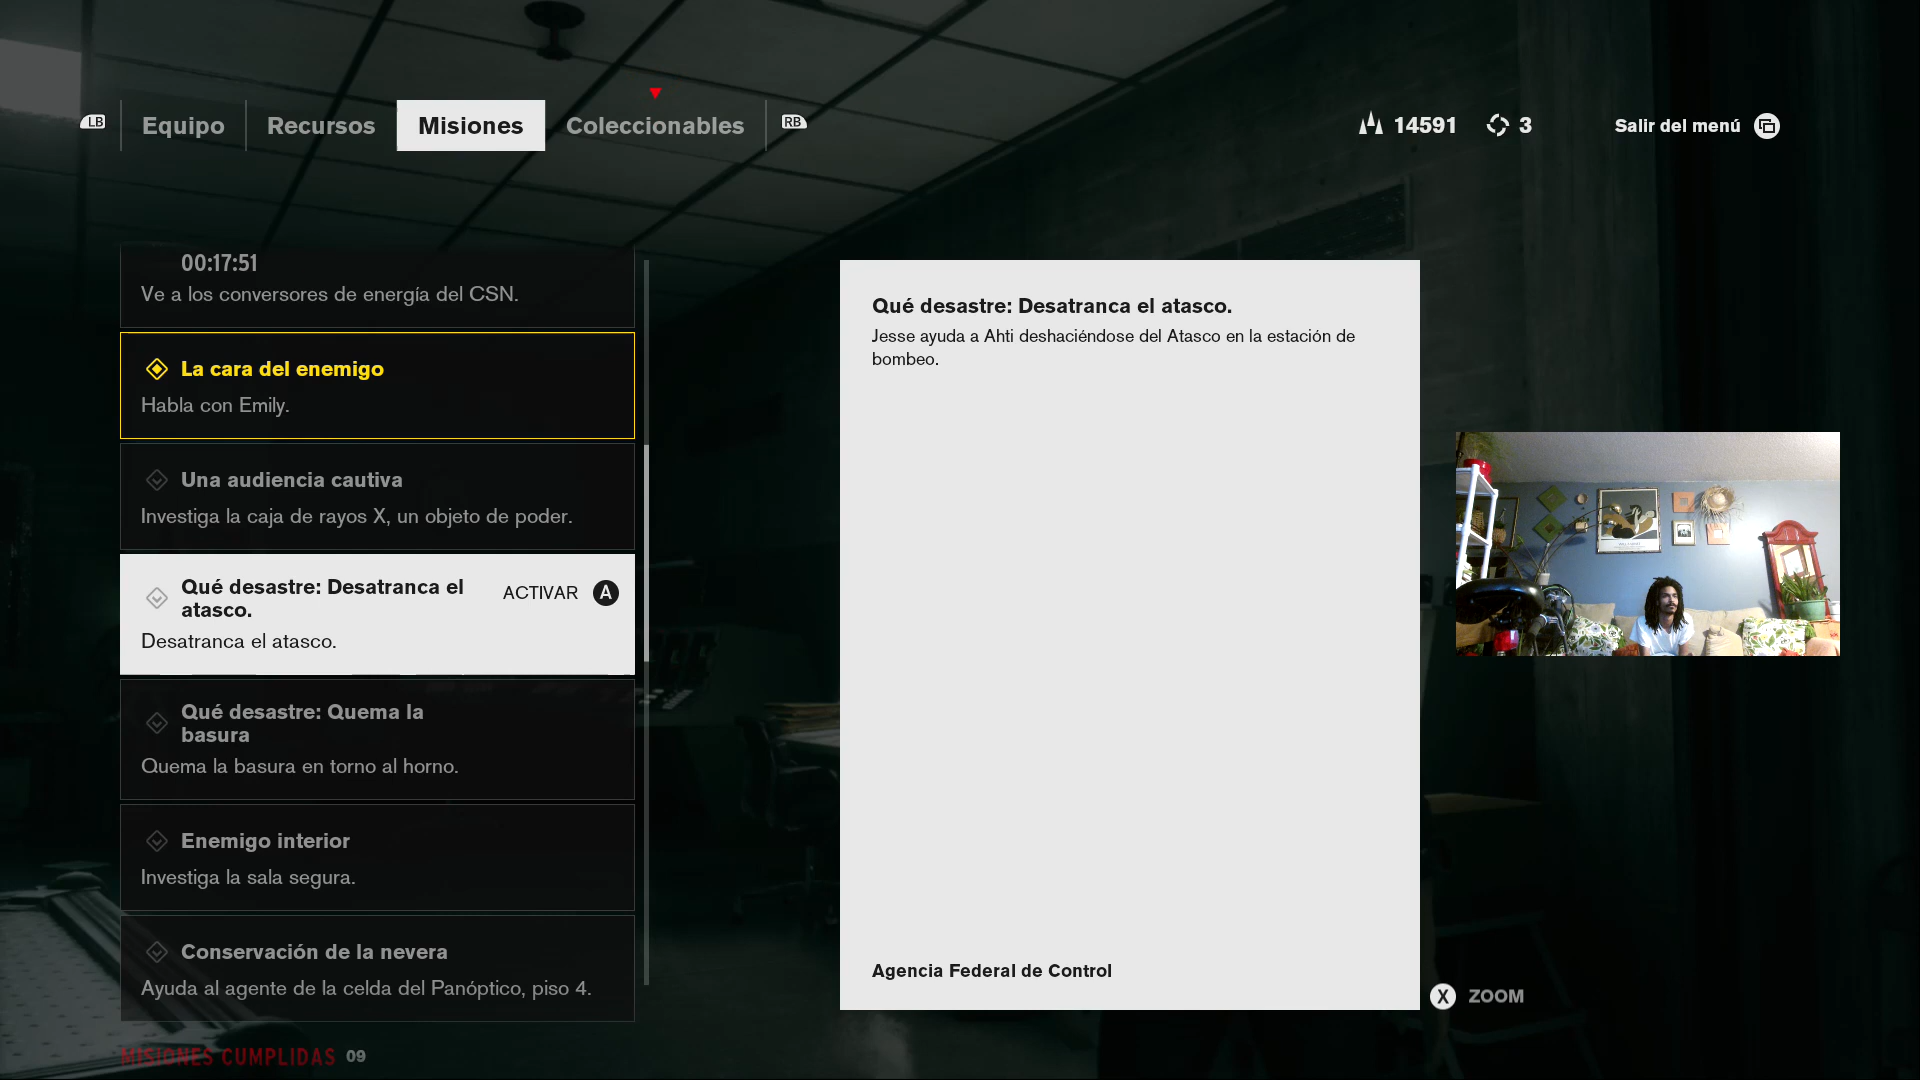 LB
Equipo
Recursos
Misiones
Coleccionables
RB
14591
3
Salir del menú
00:17:51
Ve a los conversores de energía del CSN.
La cara del enemigo
Habla con Emily.
Una audiencia cautiva
Investiga la caja de rayos X, un objeto de poder.
Qué desastre: Desatranca el
atasco.
ACTIVAR A
Desatranca el atasco.
Qué desastre: Quema la
basura
Quema la basura en torno al horno.
Enemigo interior
Investiga la sala segura.
Conservación de la nevera
Ayuda al agente de la celda del Panóptico, piso 4.
MISIONES CUMPLIDAS 09
Qué desastre: Desatranca el atasco.
Jesse ayuda a Ahti deshaciéndose del Atasco en la estación de
bombeo.
Agencia Federal de Control
X ZOOM